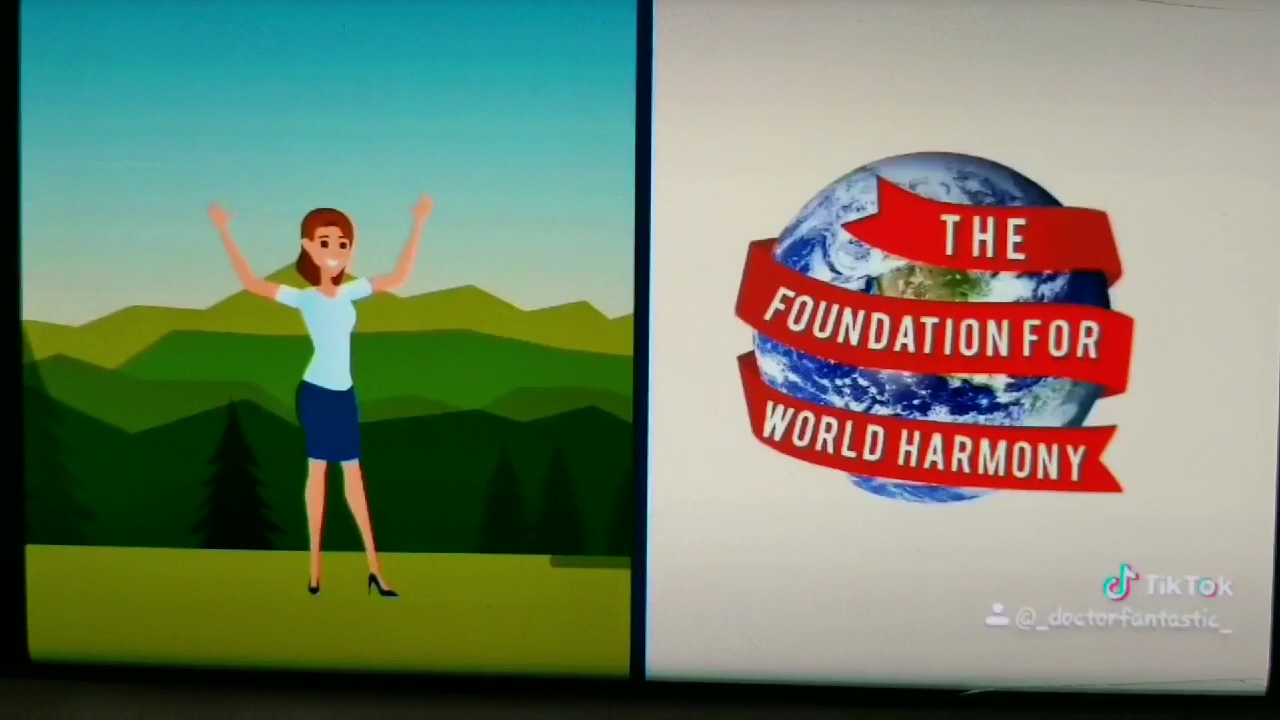 THE
FOUNDATION FOR
WORLD HARMONY
TikTok
@_doctorfantastic_